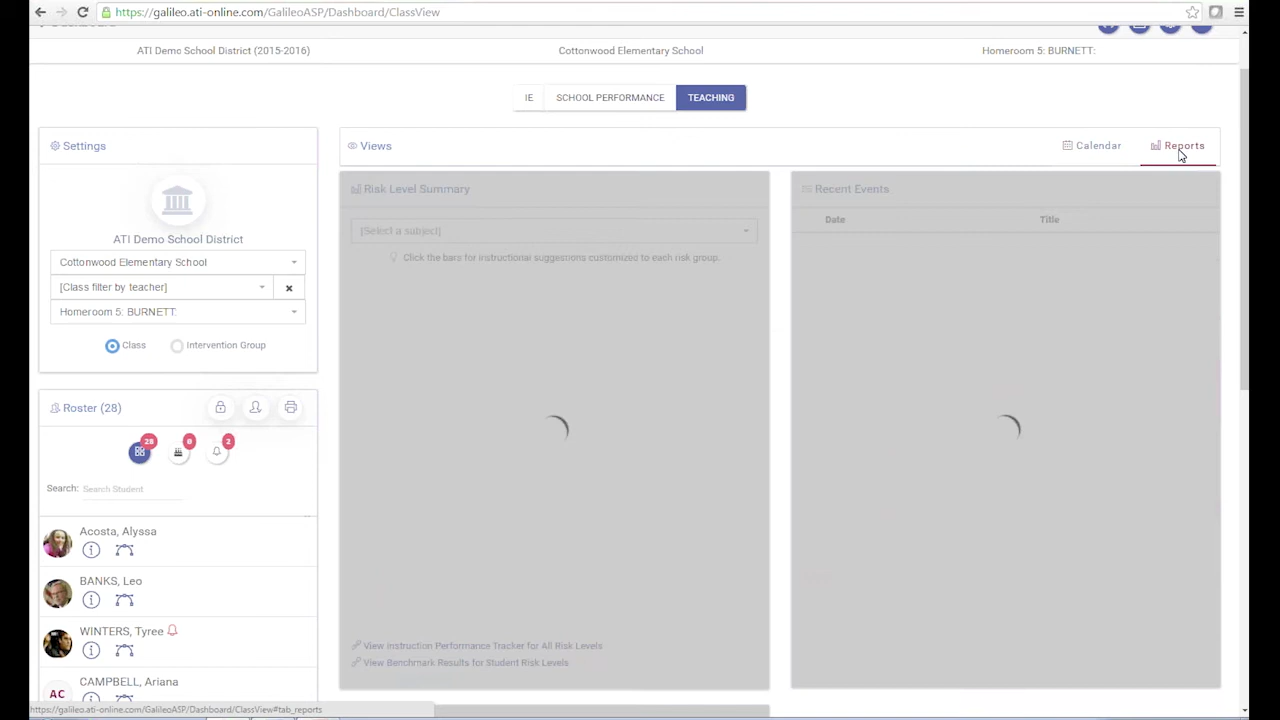 https://galileo.ati-online.com/GalileoASP/Dashboard/ClassView
ATI Demo School District (2015-2016)
Cottonwood Elementary School
Homeroom 5: BURNETT:
IE
SCHOOL PERFORMANCE
TEACHING
Settings
ATI Demo School District
Cottonwood Elementary School
[Class filter by teacher]
Homeroom 5: BURNETT:
Class
Intervention Group
Roster (28)
28
0
2
Search: Search Student
Acosta, Alyssa
BANKS, Leo
WINTERS, Tyree
AC
CAMPBELL, Ariana
Views
Calendar
Reports
Risk Level Summary
[Select a subject]
Click the bars for instructional suggestions customized to each risk group.
View Instruction Performance Tracker for All Risk Levels
View Benchmark Results for Student Risk Levels
Recent Events
Date
Title
https://galileo.ati-online.com/GalileoASP/Dashboard/ClassView#tab_reports